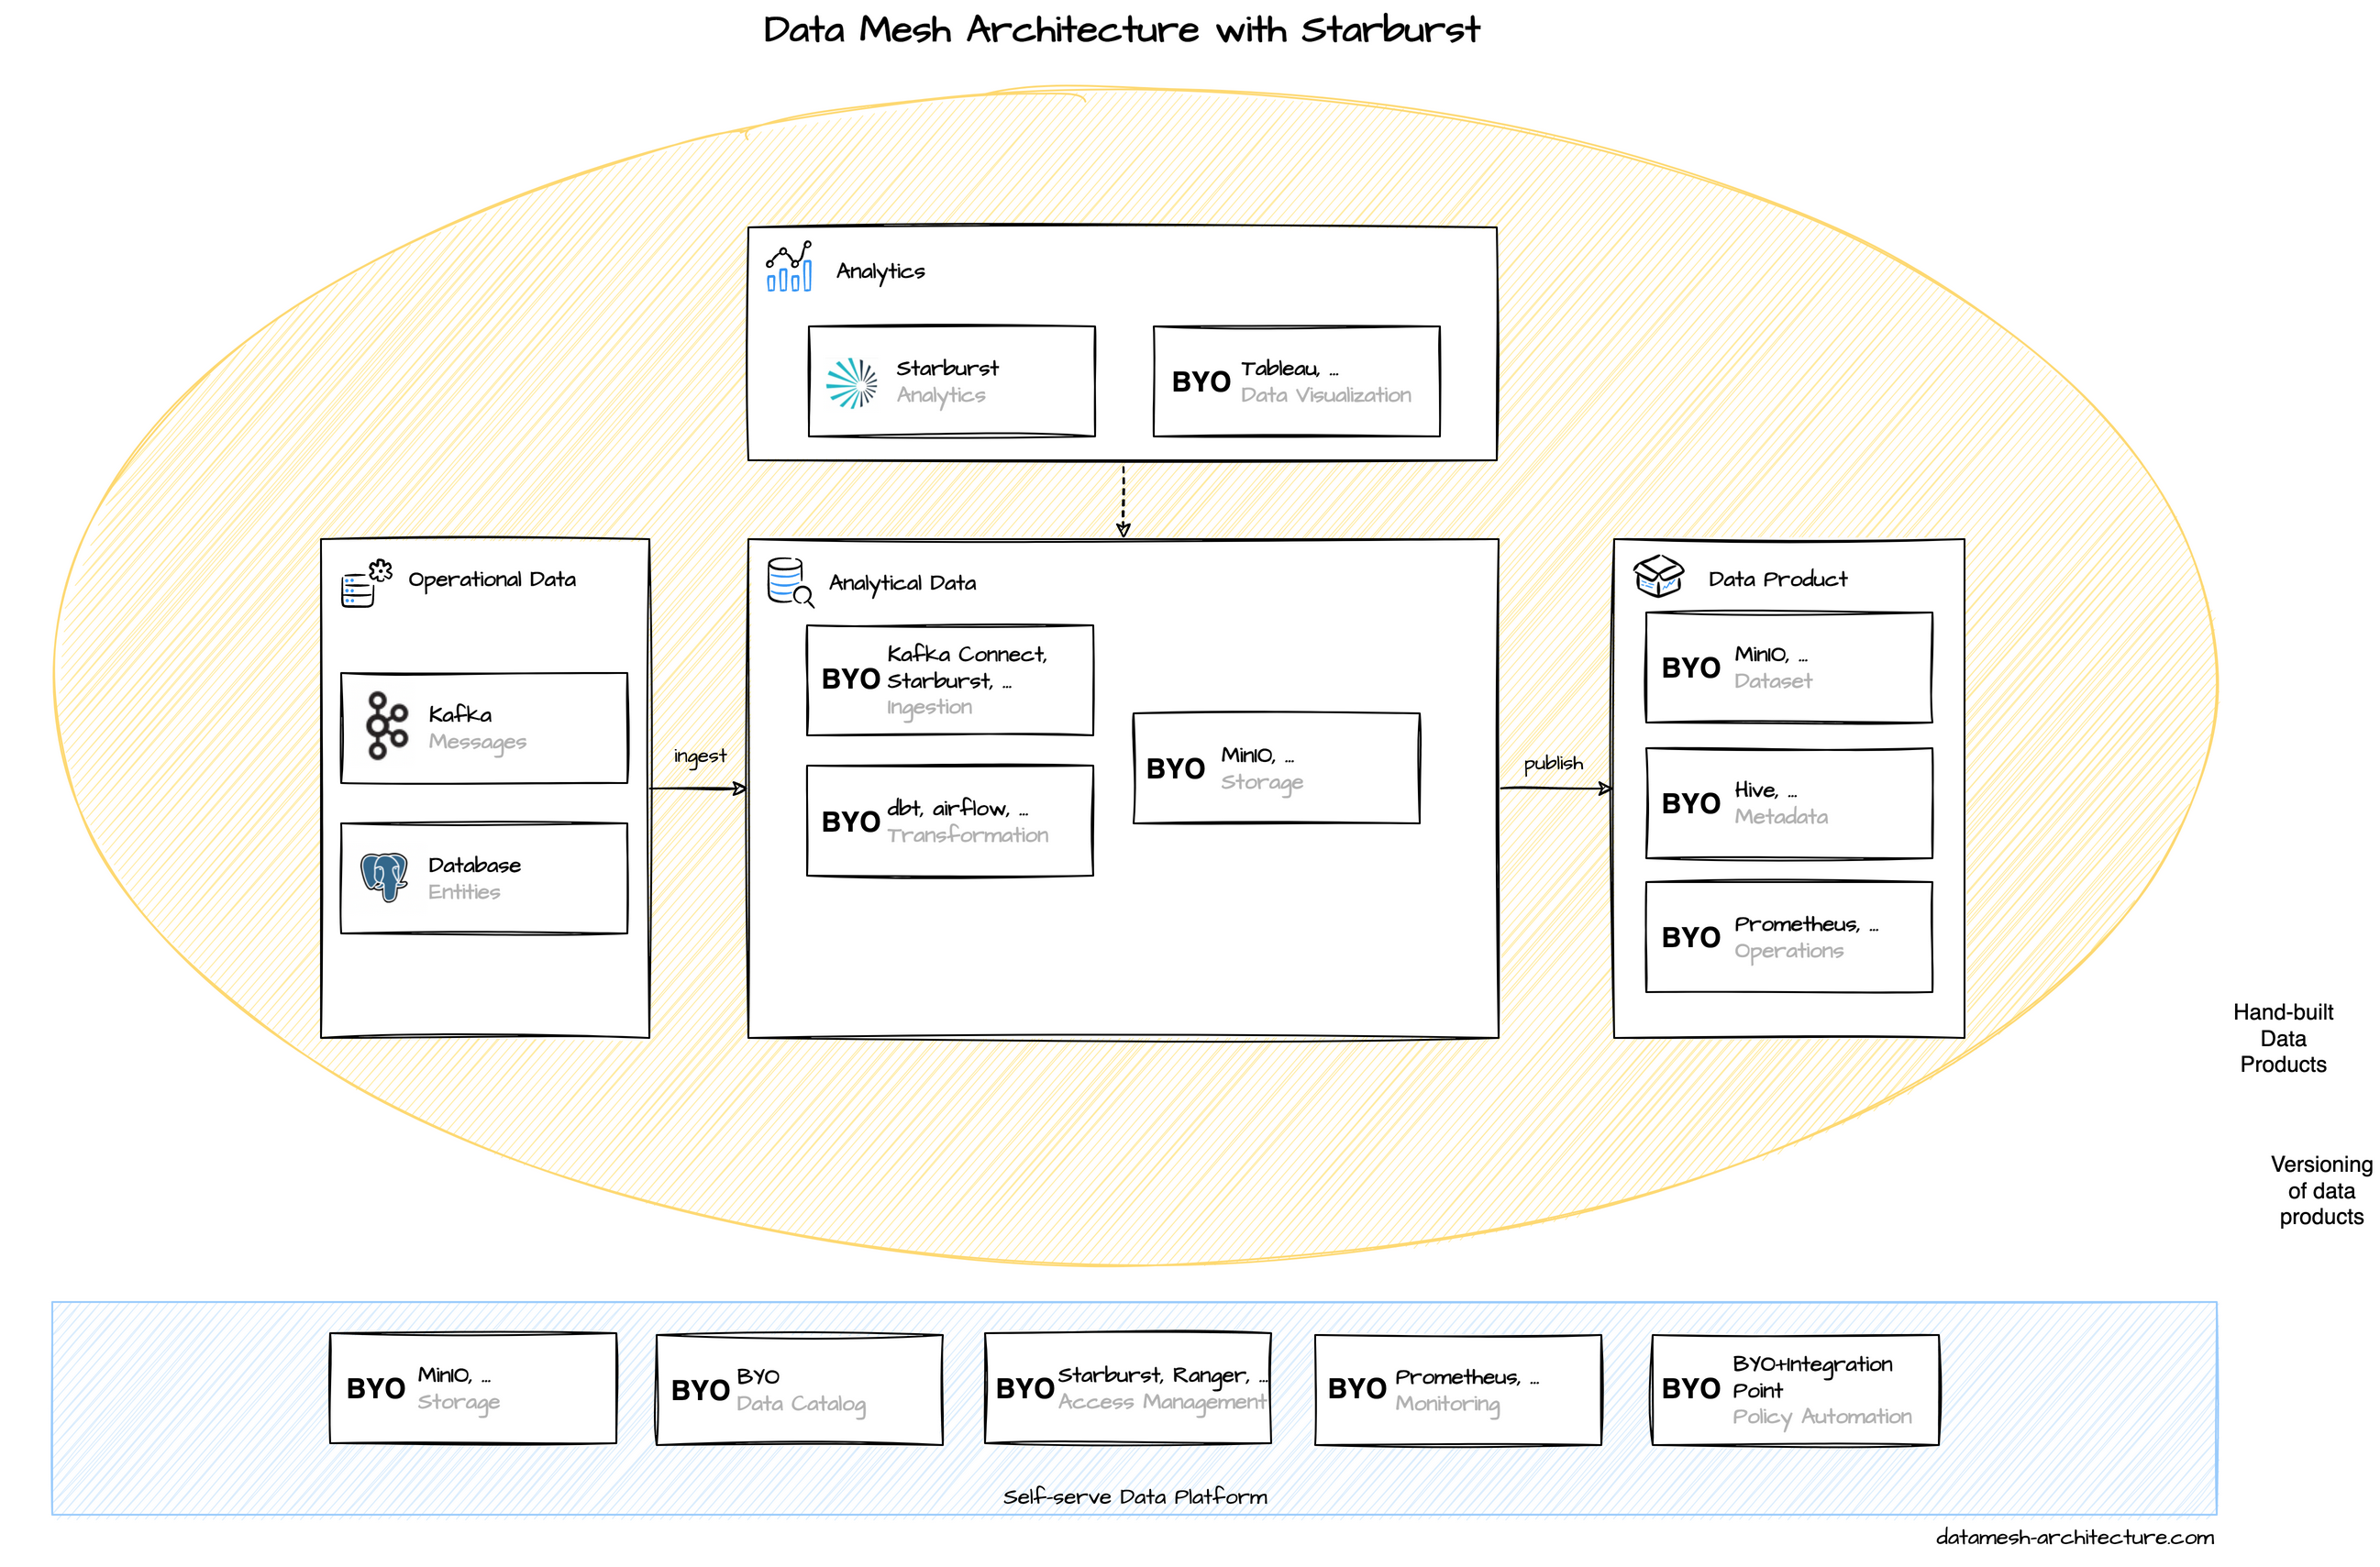 Data Mesh Architecture with Starburst
Analytics
Starburst
Analytics
BYO
Tableau, ...
Data Visualization
Operational Data
Kafka
Messages
Database
Entities
ingest
Analytical Data
BYO
Kafka Connect,
Starburst, ...
Ingestion
BYO
dbt, airflow, ...
Transformation
BYO
MinIO, ...
Storage
publish
Data Product
BYO
MinIO, ...
Dataset
BYO
Hive, ...
Metadata
BYO
Prometheus, ...
Operations
Hand-built
Data
Products
Versioning
of data
products
BYO
MinIO, ...
Storage
BYO
BYO
Data Catalog
BYO
Starburst, Ranger, ...
Access Management
BYO
Prometheus, ...
Monitoring
BYO
BYO+Integration
Point
Policy Automation
Self-serve Data Platform
datamesh-architecture.com